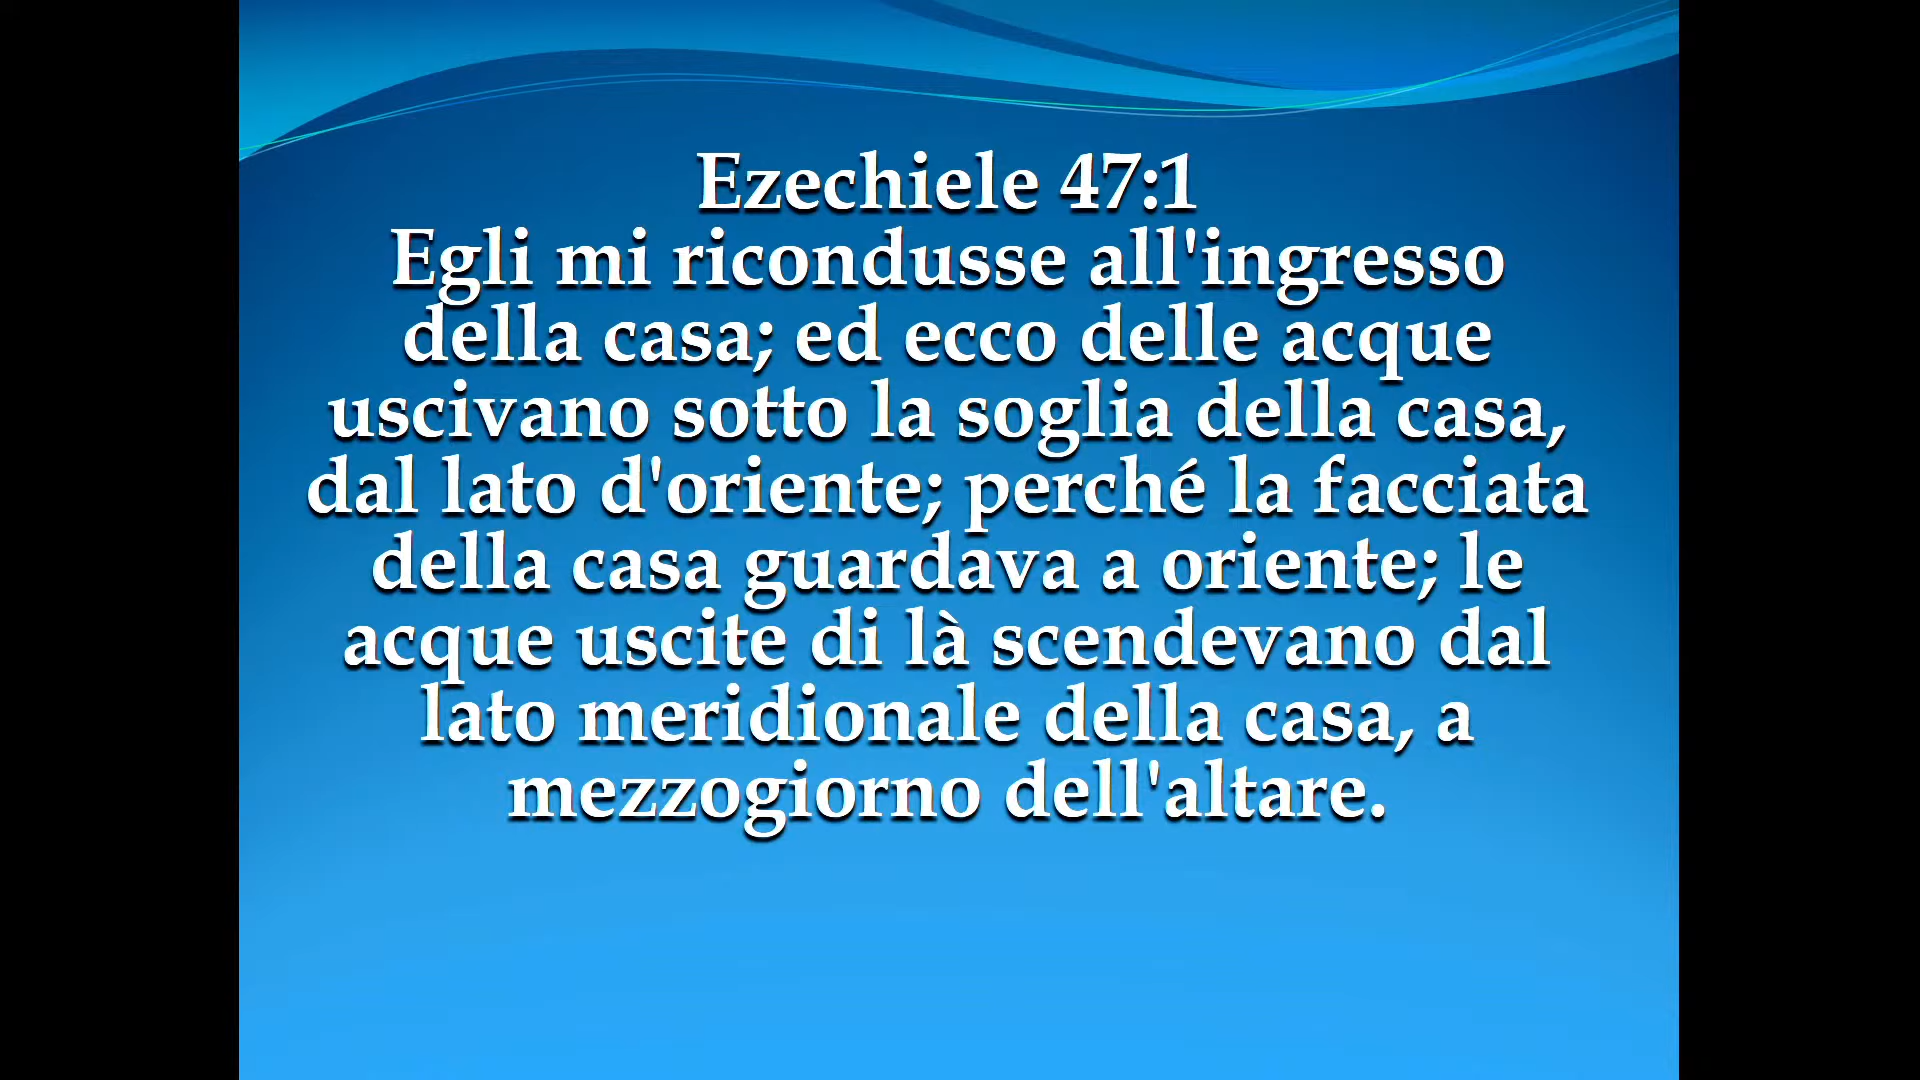 Ezechiele 47:1
Egli mi ricondusse all'ingresso
della casa; ed ecco delle acque
uscivano sotto la soglia della casa,
dal lato d'oriente; perché la facciata
della casa guardava a oriente; le
acque uscite di là scendevano dal
lato meridionale della casa, a
mezzogiorno dell'altare.